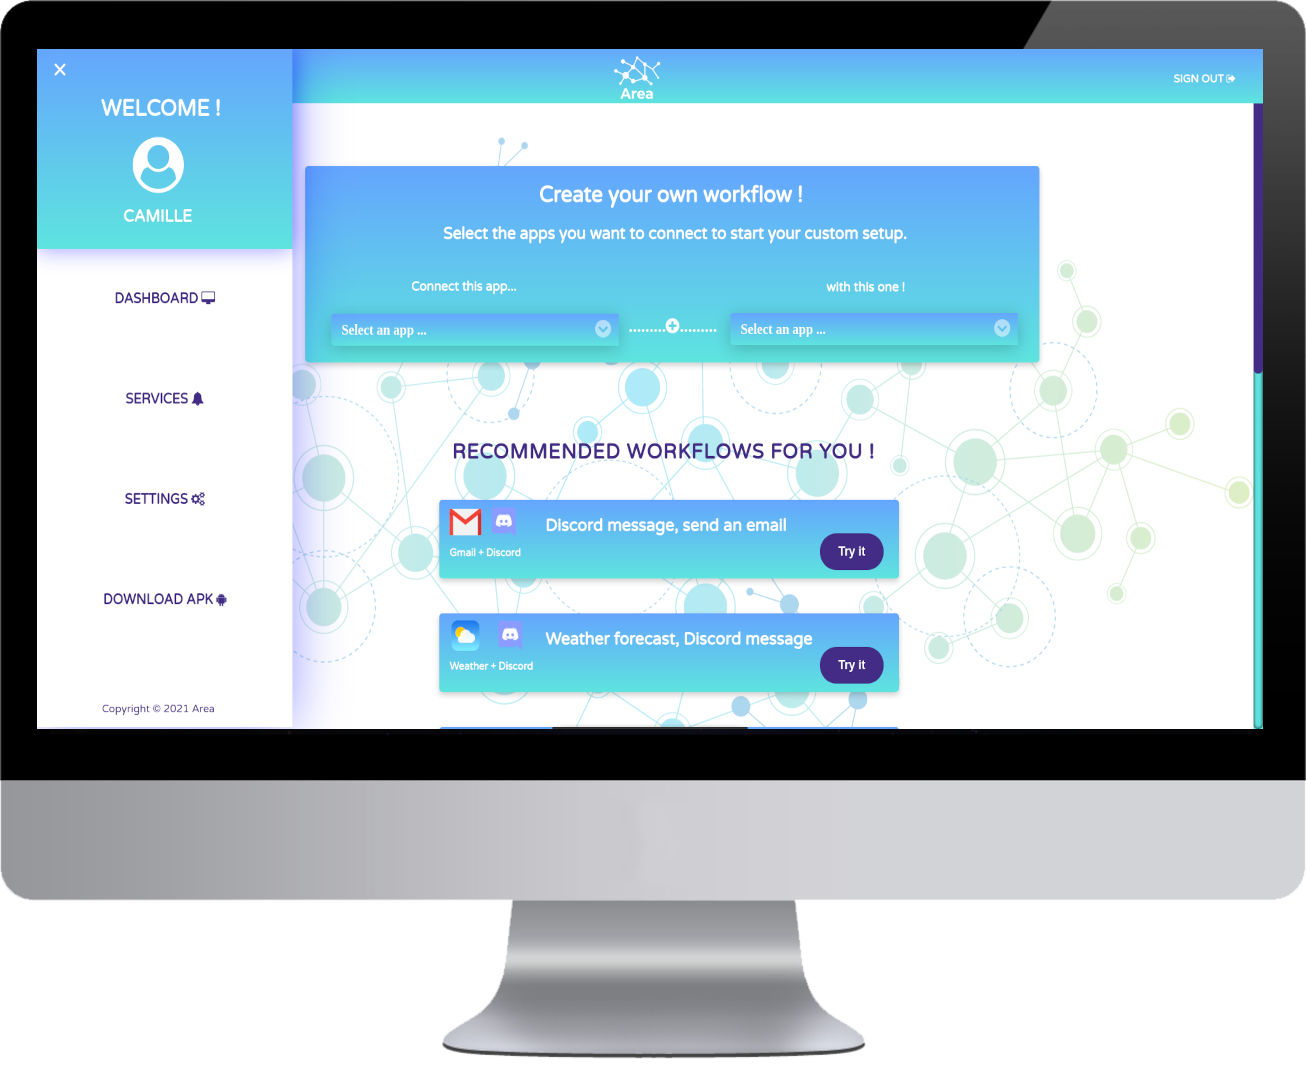 WELCOME !
CAMILLE
DASHBOARD
SERVICES
SETTINGS
DOWNLOAD APK
Copyright © 2021 Area
Area
SIGN OUT
Create your own workflow !
Select the apps you want to connect to start your custom setup.
Connect this app...
with this one !
Select an app ...
Select an app ...
RECOMMENDED WORKFLOWS FOR YOU !
Discord message, send an email
Gmail + Discord
Try it
Weather forecast, Discord message
Weather + Discord
Try it